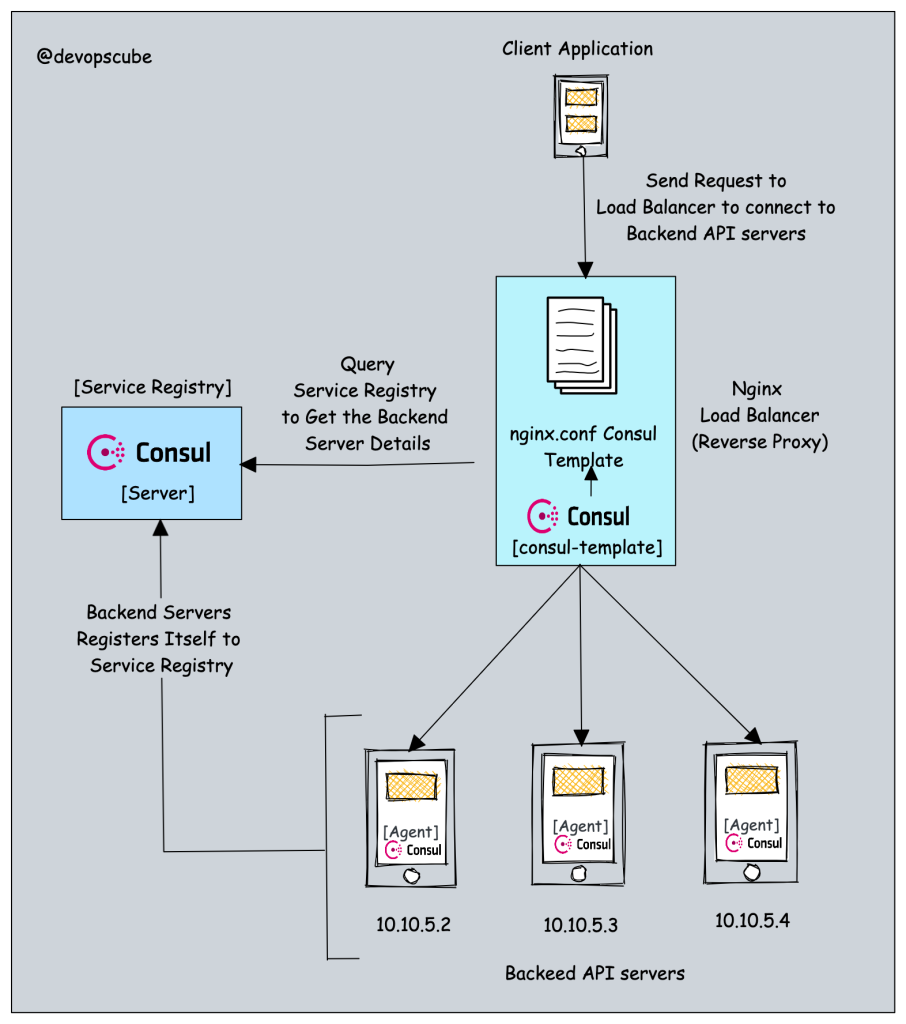 @devopscube
Client Application
Send Request to
Load Balancer to connect to
Backend API servers
Query
Service Registry
to Get the Backend
Server Details
[Service Registry]
Consul
[Server]
nginx.conf Consul
Template
Consul
[consul-template]
Nginx
Load Balancer
(Reverse Proxy)
Backend Servers
Registers Itself to
Service Registry
[Agent]
Consul
10.10.5.2
[Agent]
Consul
10.10.5.3
[Agent]
Consul
10.10.5.4
Backeed API servers